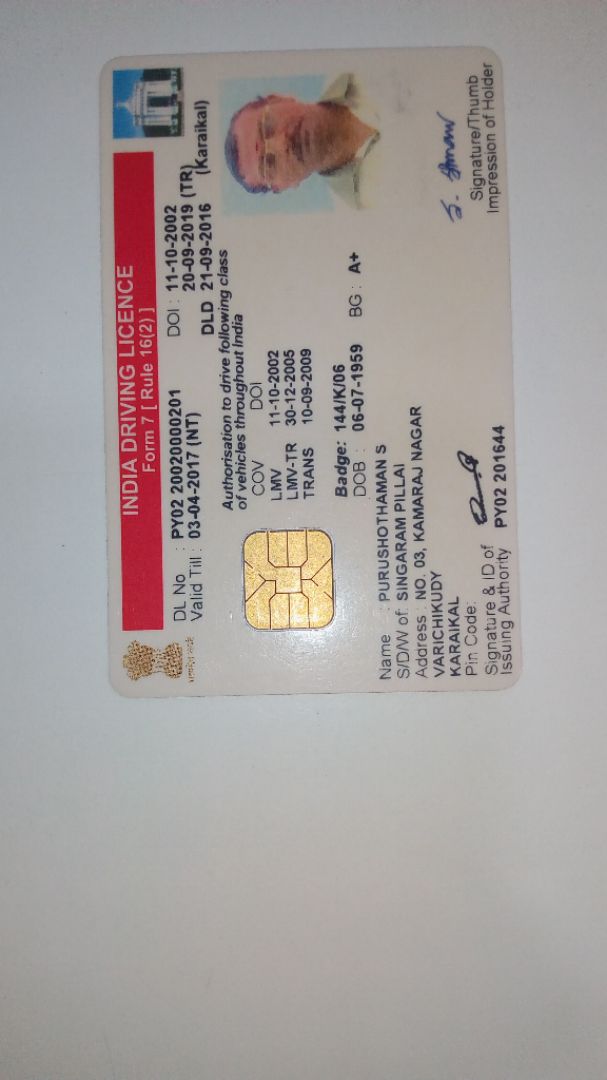 INDIA DRIVING LICENCE
Form 7 [ Rule 16(2) ]
DL No : PY02 20020000201 DOI : 11-10-2002
Valid Till : 03-04-2017 (NT) 20-09-2019 (TR)
DLD 21-09-2016 (Karaikal)
Authorisation to drive following class
of vehicles throughout India
COV DOI
LMV 11-10-2002
LMV-TR 30-12-2005
TRANS 10-09-2009
Badge: 144/K/06
DOB : 06-07-1959 BG : A+
Name : PURUSHOTHAMAN S
S/D/W of: SINGARAM PILLAI
Address : NO. 03, KAMARAJ NAGAR
VARICHIKUDY
KARAIKAL
Pin Code:
Signature & ID of
Issuing Authority PY02 201644
Signature/Thumb
Impression of Holder